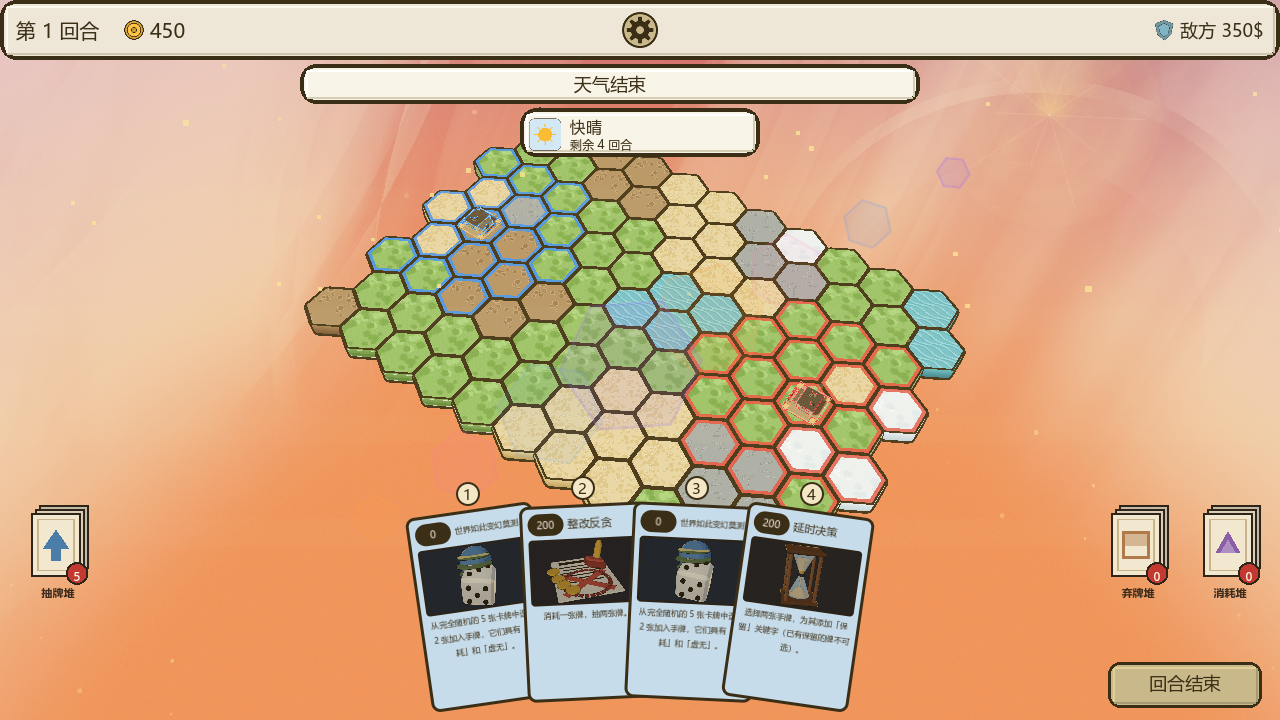 第 1 回合
450
敌方 350$
天气结束
快晴
剩余 4 回合
1
2
3
4
0
世界如此变幻莫测
从完全随机的 5 张卡牌中
2 张加入手牌，它们具有
耗」和「虚无」。
200
整改反贪
消耗一张牌，抽两张牌。
0
世界如此变幻莫测
从完全随机的 5 张卡牌中
2 张加入手牌，它们具有
耗」和「虚无」。
200
延时决策
选择两张手牌，为其添加「保
留」关键字（已有保留的牌不可
选）。
5
抽牌堆
0
弃牌堆
0
消耗堆
回合结束